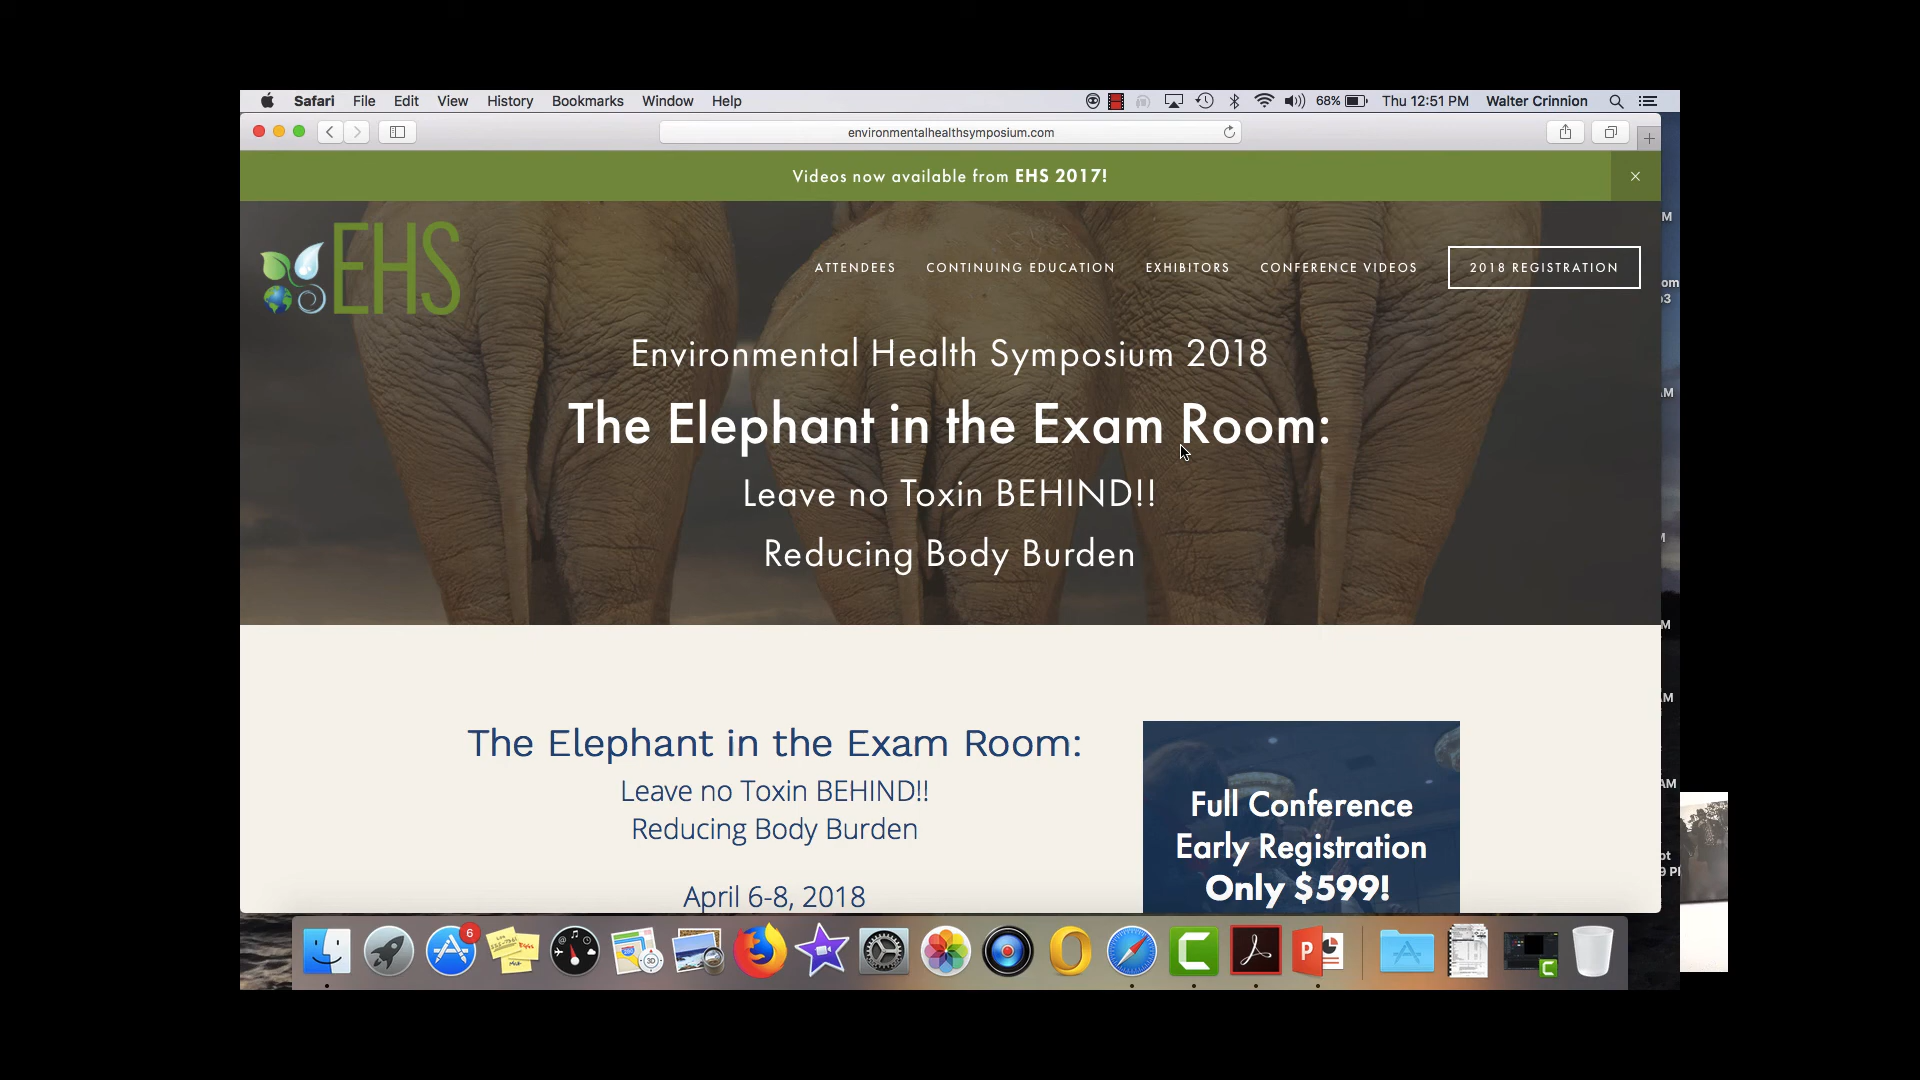 Safari File Edit View History Bookmarks Window Help 68% Thu 12:51 PM Walter Crinnion
environmentalhealthsymposium.com
Videos now available from EHS 2017!
EHS
ATTENDEES CONTINUING EDUCATION EXHIBITORS CONFERENCE VIDEOS 2018 REGISTRATION
Environmental Health Symposium 2018
The Elephant in the Exam Room:
Leave no Toxin BEHIND!!
Reducing Body Burden
The Elephant in the Exam Room:
Leave no Toxin BEHIND!!
Reducing Body Burden
April 6-8, 2018
Full Conference
Early Registration
Only $599!
6
3D